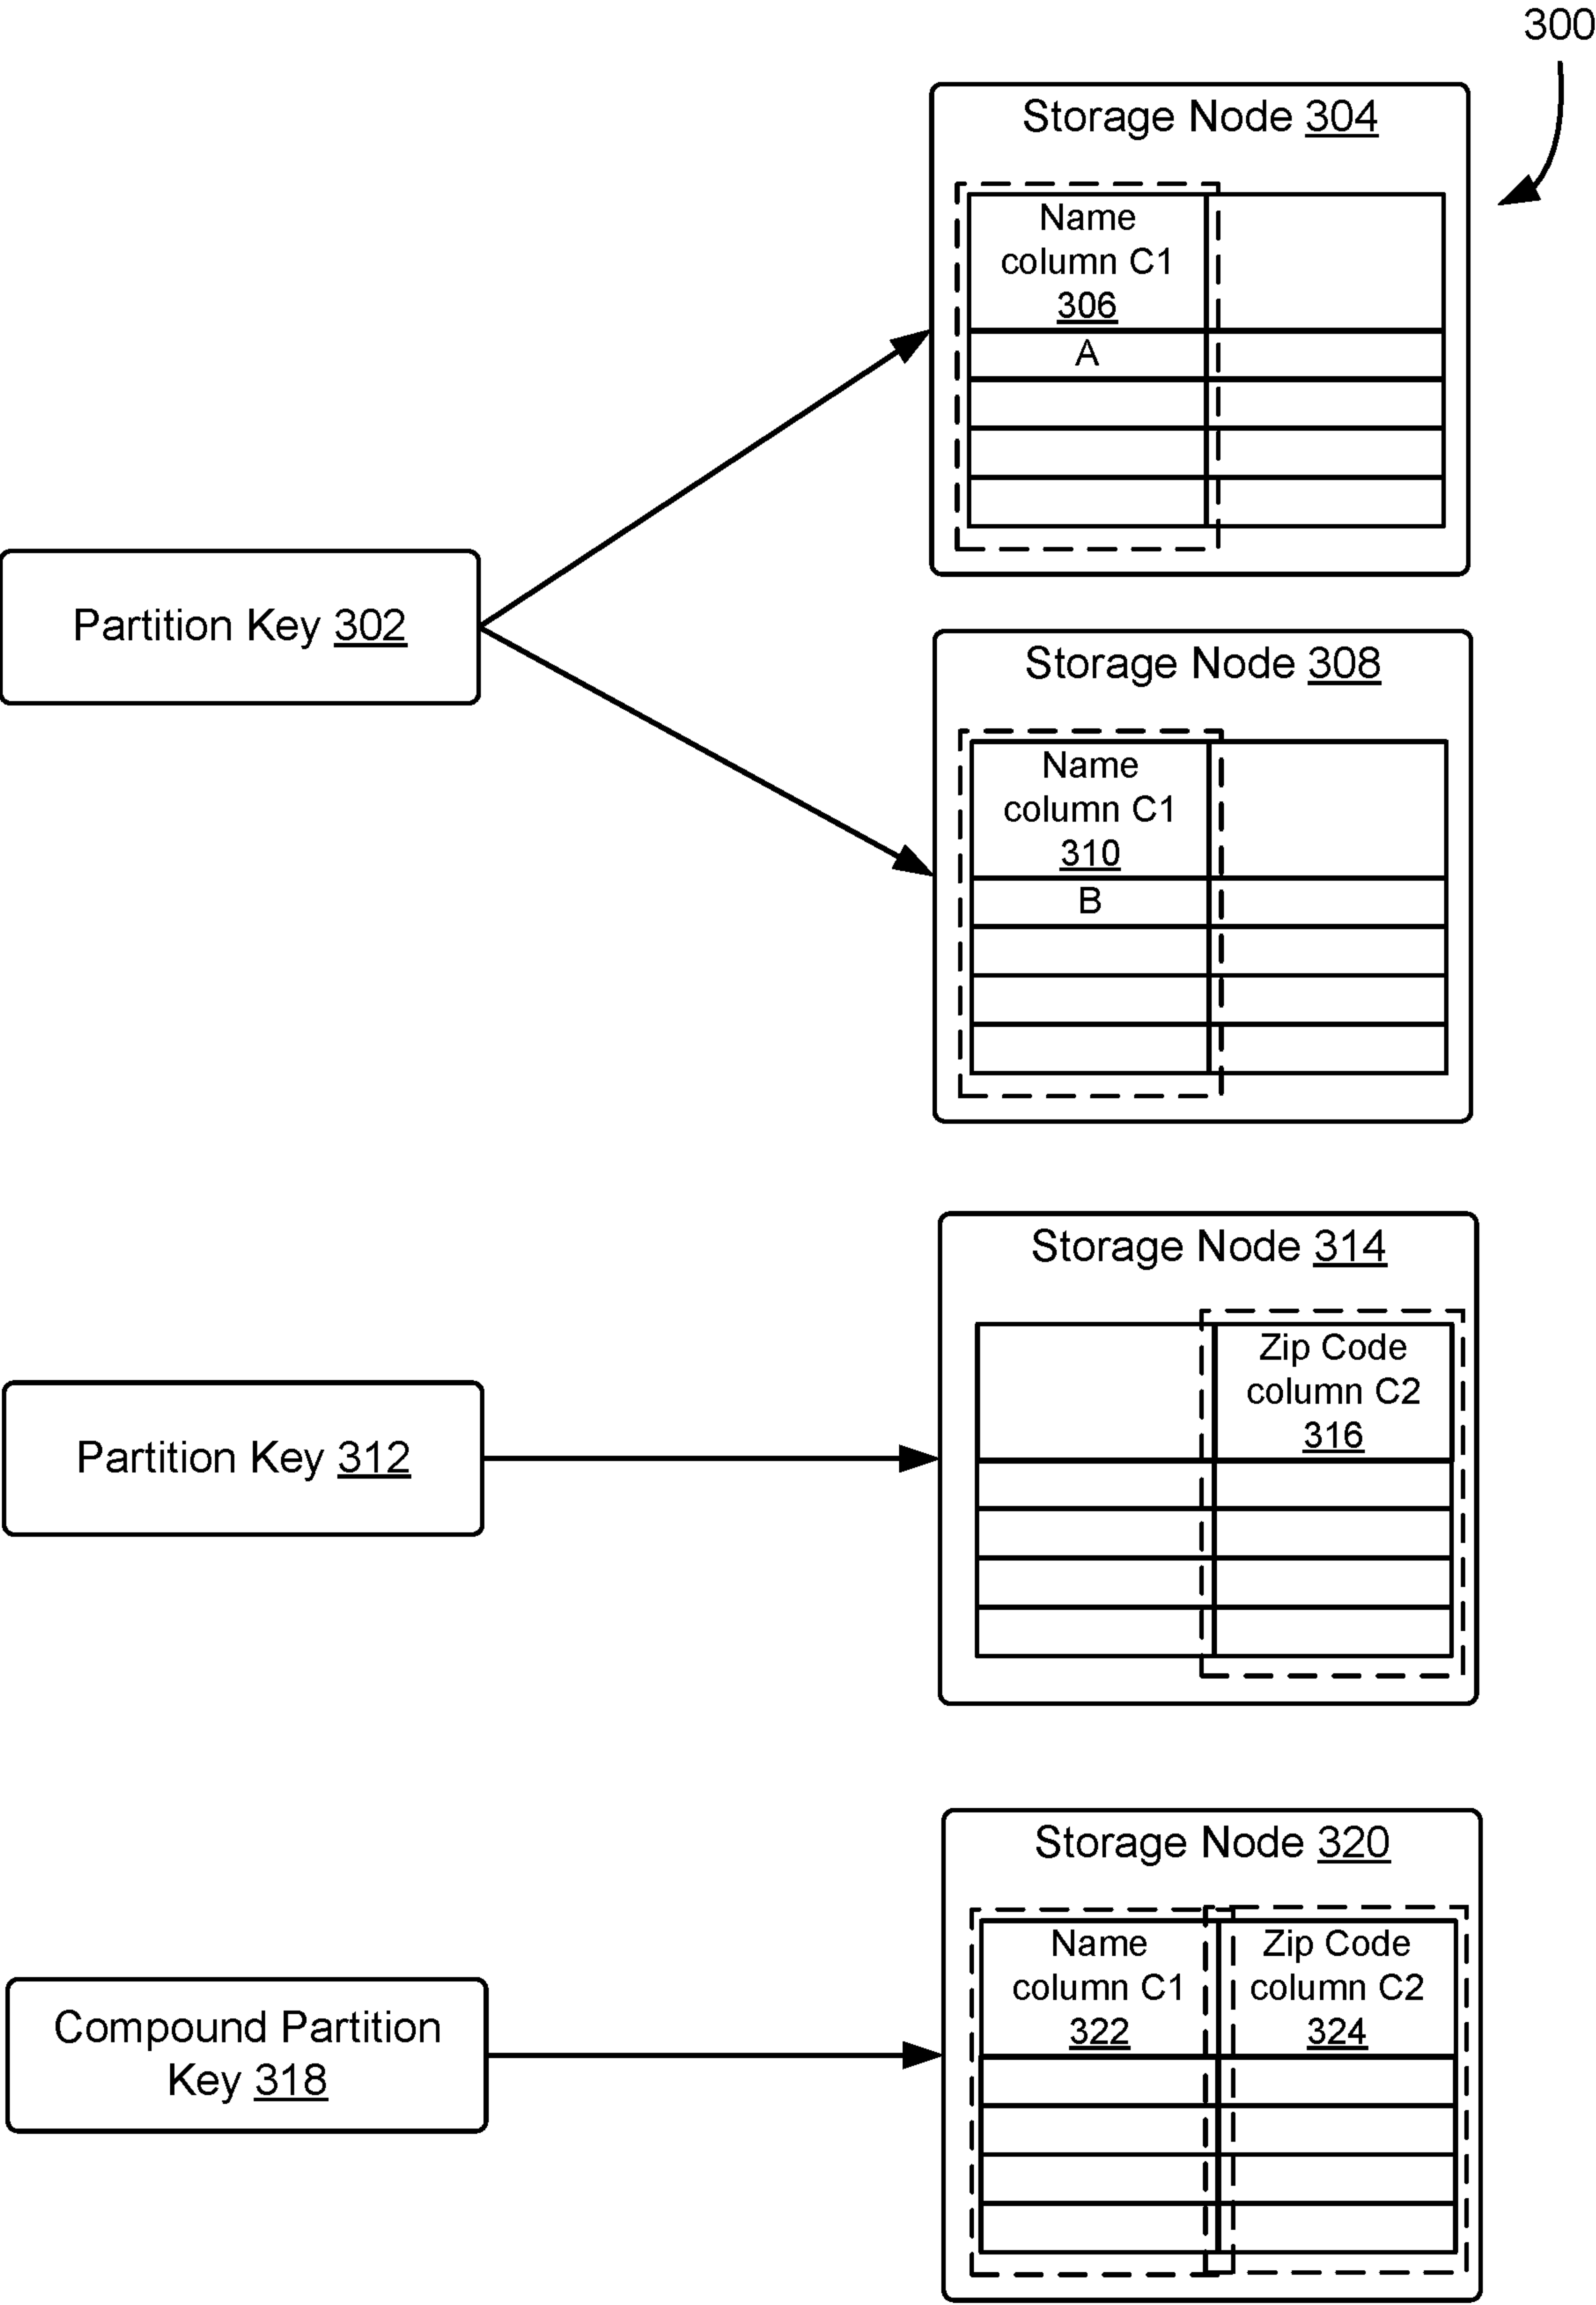 300
Storage Node 304
Name
column C1
306
A
Partition Key 302
Storage Node 308
Name
column C1
310
B
Storage Node 314
Zip Code
column C2
316
Partition Key 312
Storage Node 320
Name
column C1
322
Zip Code
column C2
324
Compound Partition
Key 318